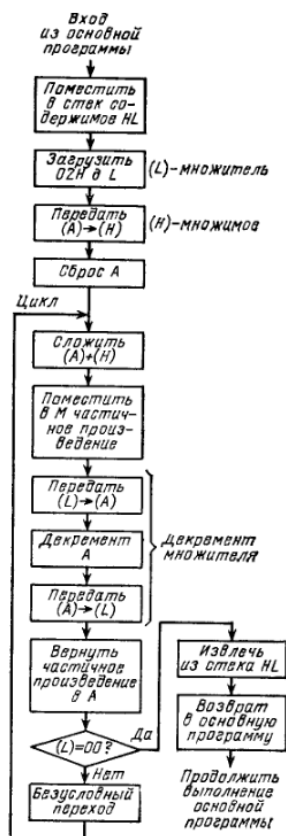 Вход
из основной
программы
Поместить
в стек со-
держимов HL
Загрузить
02H в L
(L)-множитель
Передать
(A)→(H)
(H)-множимов
Сброс A
Цикл
Сложить
(A)+(H)
Поместить
в M частич-
ное произ-
ведение
Передать
(L)→(A)
Декремент
A
Передать
(A)→(L)
Декремент
множителя
Вернуть
частичное
произведение
в A
(L)=00?
Да
Нет
Безусловный
переход
Извлечь
из стека HL
Возврат
в основную
программу
Продолжить
выполнение
основной
программы